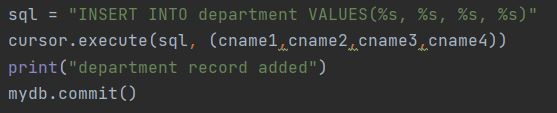 sql = "INSERT INTO department VALUES(%s, %s, %s, %s)"
cursor.execute(sql, (cname1,cname2,cname3,cname4))
print("department record added")
mydb.commit()